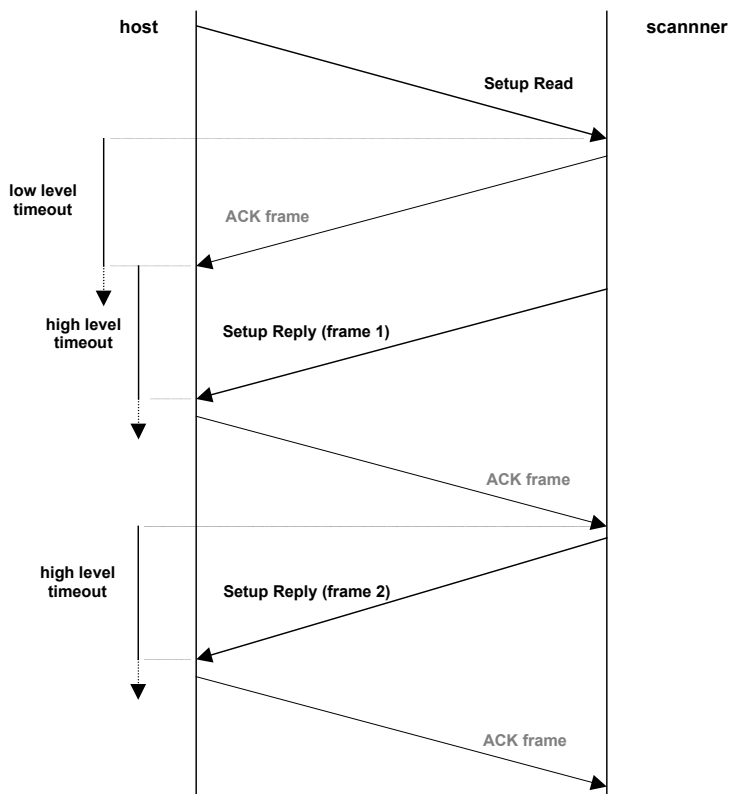 host
scannner
Setup Read
low level
timeout
ACK frame
high level
timeout
Setup Reply (frame 1)
ACK frame
high level
timeout
Setup Reply (frame 2)
ACK frame